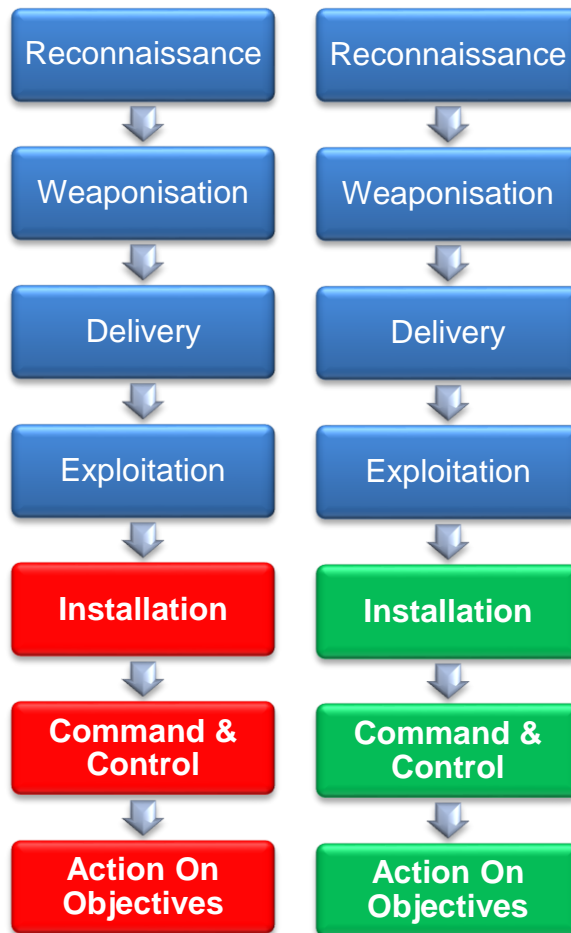 Reconnaissance
Weaponisation
Delivery
Exploitation
Installation
Command &
Control
Action On
Objectives
Reconnaissance
Weaponisation
Delivery
Exploitation
Installation
Command &
Control
Action On
Objectives